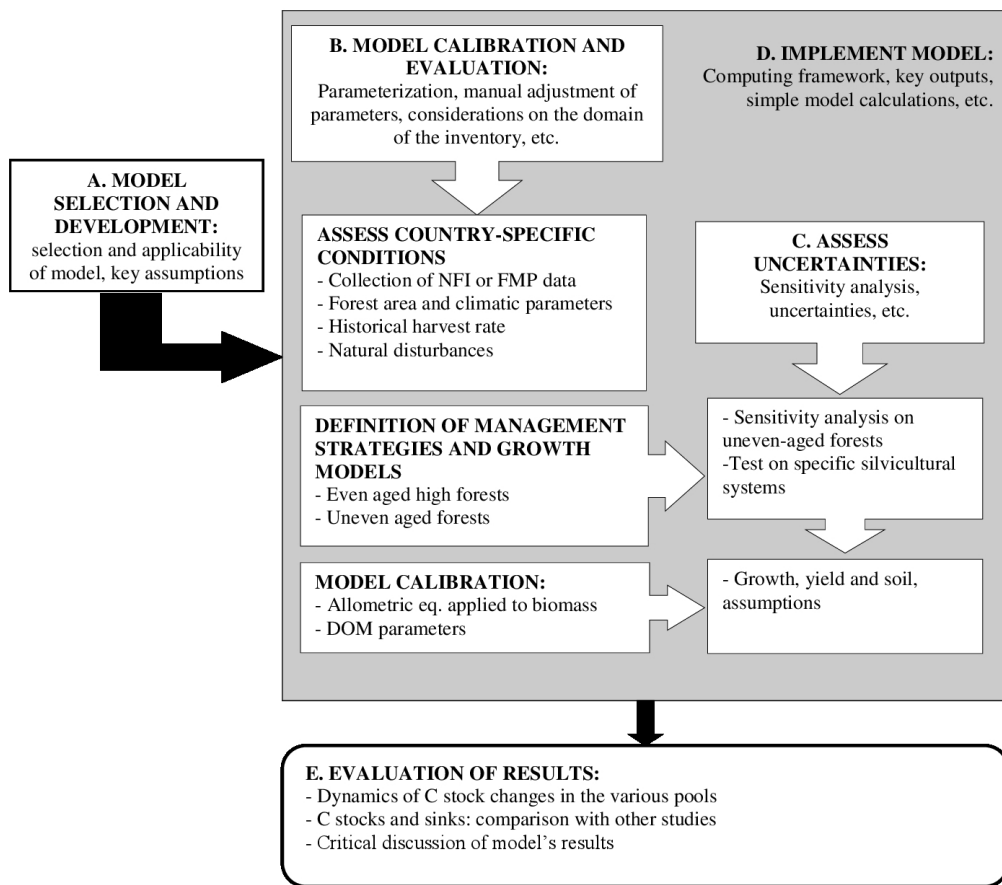 B. MODEL CALIBRATION AND
EVALUATION:
Parameterization, manual adjustment of
parameters, considerations on the domain
of the inventory, etc.
D. IMPLEMENT MODEL:
Computing framework, key outputs,
simple model calculations, etc.
A. MODEL
SELECTION AND
DEVELOPMENT:
selection and applicability
of model, key assumptions
ASSESS COUNTRY-SPECIFIC
CONDITIONS
- Collection of NFI or FMP data
- Forest area and climatic parameters
- Historical harvest rate
- Natural disturbances
C. ASSESS
UNCERTAINTIES:
Sensitivity analysis,
uncertainties, etc.
DEFINITION OF MANAGEMENT
STRATEGIES AND GROWTH
MODELS
- Even aged high forests
- Uneven aged forests
- Sensitivity analysis on
uneven-aged forests
-Test on specific silvicultural
systems
MODEL CALIBRATION:
- Allometric eq. applied to biomass
- DOM parameters
- Growth, yield and soil,
assumptions
E. EVALUATION OF RESULTS:
- Dynamics of C stock changes in the various pools
- C stocks and sinks: comparison with other studies
- Critical discussion of model's results